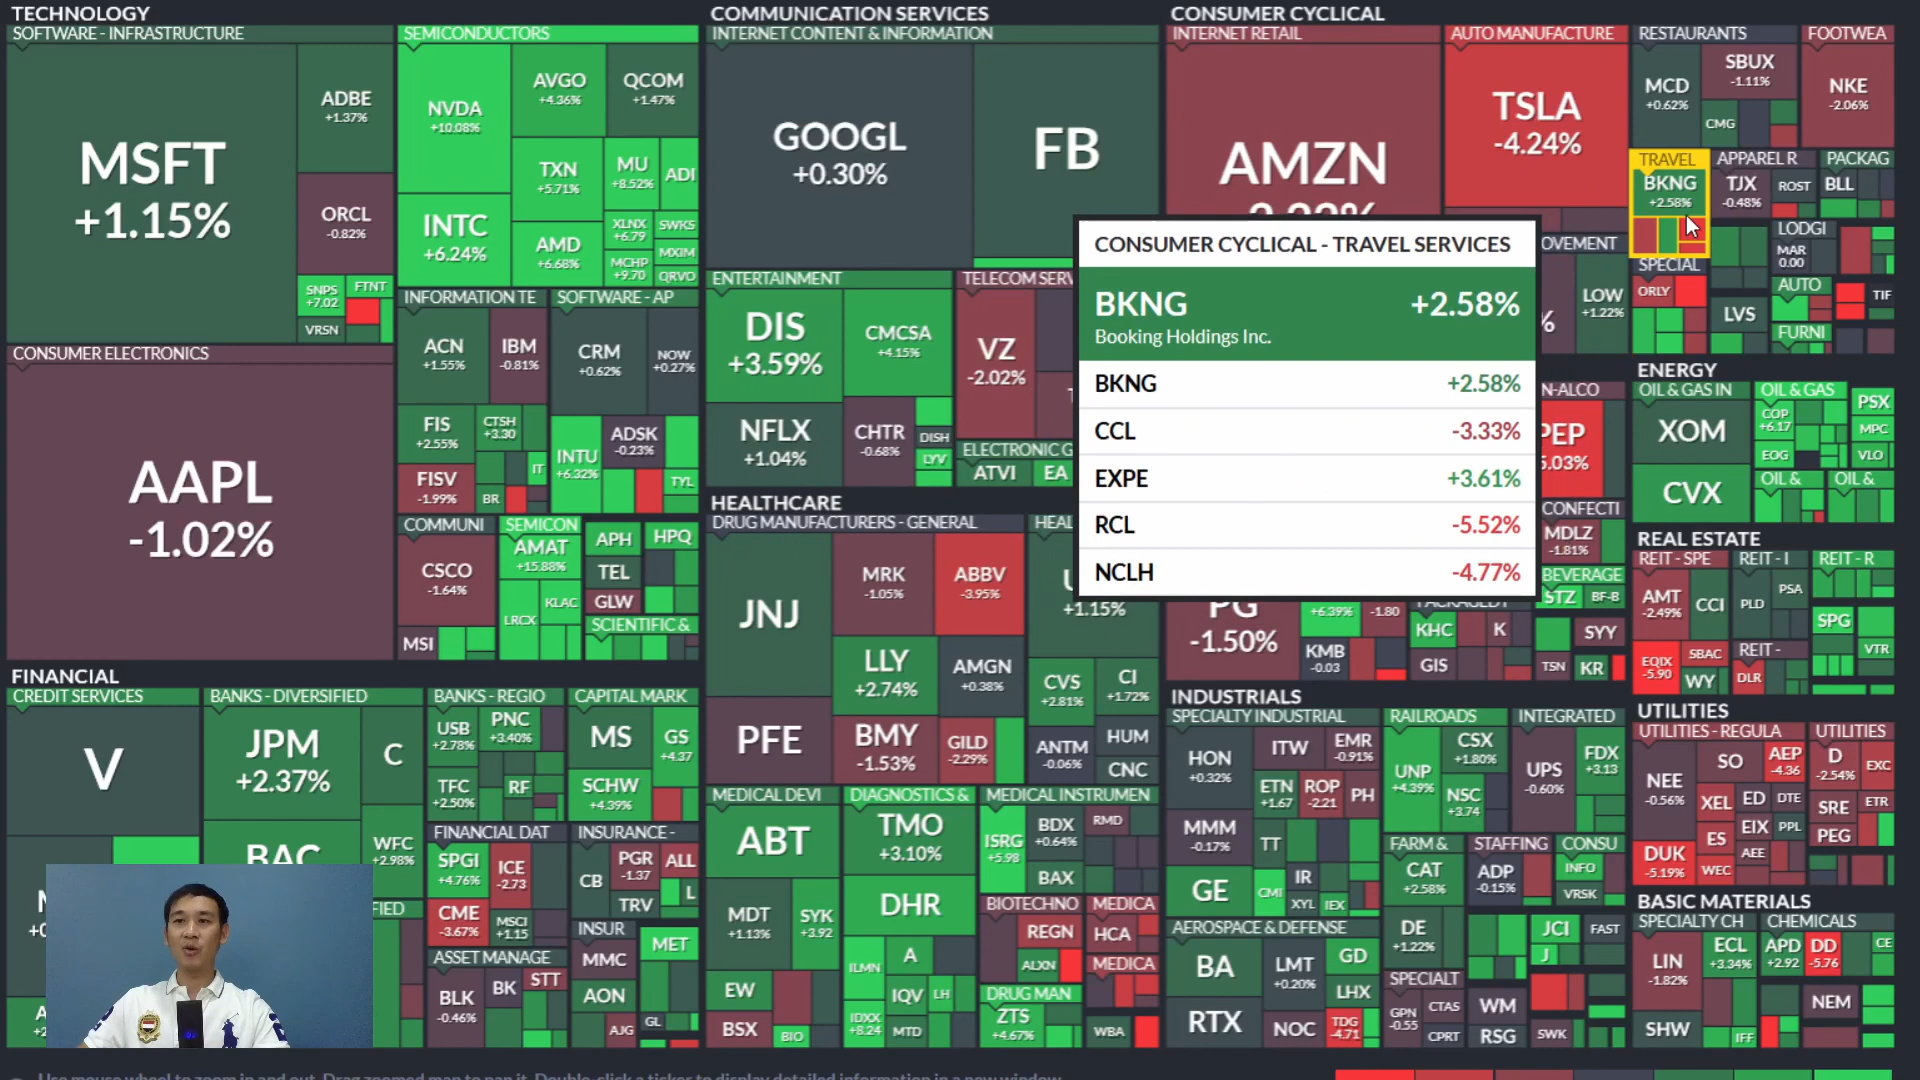 TECHNOLOGY
SOFTWARE - INFRASTRUCTURE
MSFT
+1.15%
ADBE
+1.37%
ORCL
-0.82%
SNPS
+7.02
FTNT
VRSN
CONSUMER ELECTRONICS
AAPL
-1.02%
SEMICONDUCTORS
NVDA
+10.08%
AVGO
+4.36%
QCOM
+1.47%
INTC
+6.24%
TXN
+5.71%
MU
+8.52%
ADI
AMD
+6.68%
XLNX
+6.79
SWKS
MCHP
+9.70
MXIM
QRVO
INFORMATION TE
ACN
+1.55%
IBM
-0.81%
FIS
+2.55%
CTSH
+3.30
FISV
-1.99%
BR
IT
SOFTWARE - AP
CRM
+0.62%
NOW
+0.27%
INTU
+6.32%
ADSK
-0.23%
TYL
COMMUNI
CSCO
-1.64%
MSI
SEMICON
AMAT
+15.88%
LRCX
KLAC
APH
HPQ
TEL
GLW
SCIENTIFIC &
COMMUNICATION SERVICES
INTERNET CONTENT & INFORMATION
GOOGL
+0.30%
FB
ENTERTAINMENT
DIS
+3.59%
CMCSA
+4.15%
NFLX
+1.04%
CHTR
-0.68%
DISH
LYV
TELECOM SERV
VZ
-2.02%
T
ELECTRONIC G
ATVI
EA
CONSUMER CYCLICAL
INTERNET RETAIL
AMZN
AUTO MANUFACTURE
TSLA
-4.24%
RESTAURANTS
MCD
+0.62%
SBUX
-1.11%
CMG
FOOTWEA
NKE
-2.06%
TRAVEL
BKNG
+2.58%
APPAREL R
TJX
-0.48%
ROST
PACKAG
BLL
OVEMENT
LOW
+1.22%
%
SPECIAL
ORLY
LVS
LODGI
MAR
0.00
AUTO
FURNI
TIF
CONSUMER CYCLICAL - TRAVEL SERVICES
BKNG +2.58%
Booking Holdings Inc.
BKNG +2.58%
CCL -3.33%
EXPE +3.61%
RCL -5.52%
NCLH -4.77%
N-ALCO
PEP
5.03%
CONFECTI
MDLZ
-1.81%
BEVERAGE
STZ
BF-B
PG
-1.50%
+6.39%
-1.80
KMB
-0.03
PACKAGED F
KHC
K
GIS
SYY
TSN
KR
HEALTHCARE
DRUG MANUFACTURERS - GENERAL
JNJ
MRK
-1.05%
ABBV
-3.95%
LLY
+2.74%
AMGN
+0.38%
PFE
BMY
-1.53%
GILD
-2.29%
HEAL
U
+1.15%
CVS
+2.81%
CI
+1.72%
ANTM
-0.06%
HUM
CNC
MEDICAL DEVI
ABT
MDT
+1.13%
SYK
+3.92
EW
BSX
BIO
DIAGNOSTICS &
TMO
+3.10%
DHR
ILMN
A
IQV
LH
IDXX
+8.24
MTD
MEDICAL INSTRUMEN
ISRG
+5.98
BDX
+0.64%
RMD
BAX
BIOTECHNO
REGN
ALXN
MEDICA
HCA
MEDICA
DRUG MAN
ZTS
+4.67%
WBA
FINANCIAL
CREDIT SERVICES
V
M
+0
A
+2
BANKS - DIVERSIFIED
JPM
+2.37%
C
BAC
WFC
+2.98%
FIED
BANKS - REGIO
USB
+2.78%
PNC
+3.40%
TFC
+2.50%
RF
CAPITAL MARK
MS
GS
+4.37
SCHW
+4.39%
FINANCIAL DAT
SPGI
+4.76%
ICE
-2.73
CME
-3.67%
MSCI
+1.15
INSURANCE -
CB
PGR
-1.37
ALL
TRV
L
ASSET MANAGE
BLK
-0.46%
BK
STT
INSUR
MMC
AON
AJG
MET
GL
INDUSTRIALS
SPECIALTY INDUSTRIAL
HON
+0.32%
ITW
EMR
-0.91%
ETN
+1.67
ROP
-2.21
PH
MMM
-0.17%
TT
GE
CMI
IR
XYL
IEX
RAILROADS
UNP
+4.39%
CSX
+1.80%
NSC
+3.74
INTEGRATED
UPS
-0.60%
FDX
+3.13
AEROSPACE & DEFENSE
BA
LMT
+0.20%
GD
LHX
RTX
NOC
TDG
-4.71
FARM &
CAT
+2.58%
DE
+1.22%
STAFFING
ADP
-0.15%
CONSU
INFO
VRSK
SPECIALT
GPN
-0.55
CTAS
CPRT
WM
RSG
JCI
J
FAST
SWK
ENERGY
OIL & GAS IN
XOM
CVX
OIL & GAS
COP
+6.17
EOG
PSX
MPC
VLO
OIL &
OIL &
REAL ESTATE
REIT - SPE
AMT
-2.49%
CCI
EQIX
-5.90
SBAC
WY
REIT - I
PLD
PSA
REIT -
DLR
REIT - R
SPG
VTR
UTILITIES
UTILITIES - REGULA
NEE
-0.56%
SO
AEP
-4.36
XEL
ED
DTE
ES
EIX
PPL
DUK
-5.19%
WEC
AEE
UTILITIES
D
-2.54%
EXC
SRE
ETR
PEG
BASIC MATERIALS
SPECIALTY CH
LIN
-1.82%
ECL
+3.34%
SHW
IFF
CHEMICALS
APD
+2.92
DD
-5.76
CE
NEM
Use mouse wheel to zoom in and out. Drag zoomed map to pan it. Double-click a ticker to display detailed information in a new window.